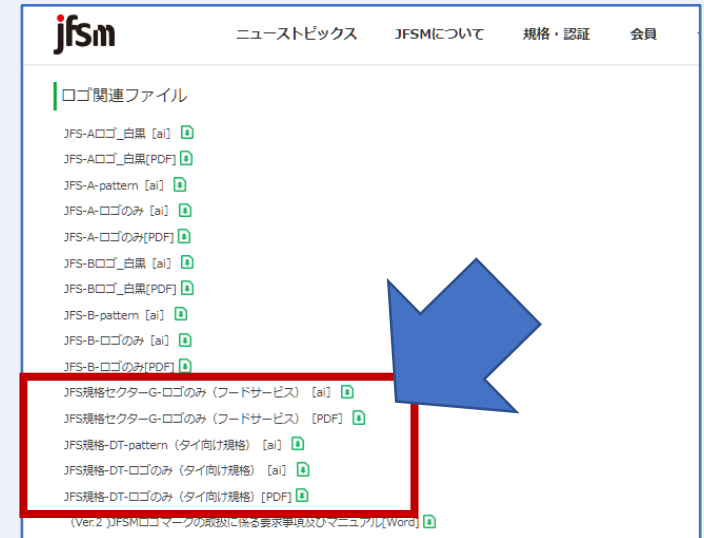 jfsm
ニューストピックス JFSMについて 規格・認証 会員
ロゴ関連ファイル
JFS-Aロゴ_白黒［ai］
JFS-Aロゴ_白黒[PDF]
JFS-A-pattern［ai］
JFS-A-ロゴのみ［ai］
JFS-A-ロゴのみ[PDF]
JFS-Bロゴ_白黒［ai］
JFS-Bロゴ_白黒[PDF]
JFS-B-pattern［ai］
JFS-B-ロゴのみ［ai］
JFS-B-ロゴのみ[PDF]
JFS規格セクターG-ロゴのみ（フードサービス）［ai］
JFS規格セクターG-ロゴのみ（フードサービス）［PDF］
JFS規格-DT-pattern（タイ向け規格）［ai］
JFS規格-DT-ロゴのみ（タイ向け規格）［ai］
JFS規格-DT-ロゴのみ（タイ向け規格）[PDF]
（Ver.2 )JFSMロゴマークの取扱に係る要求事項及びマニュアル[Word]